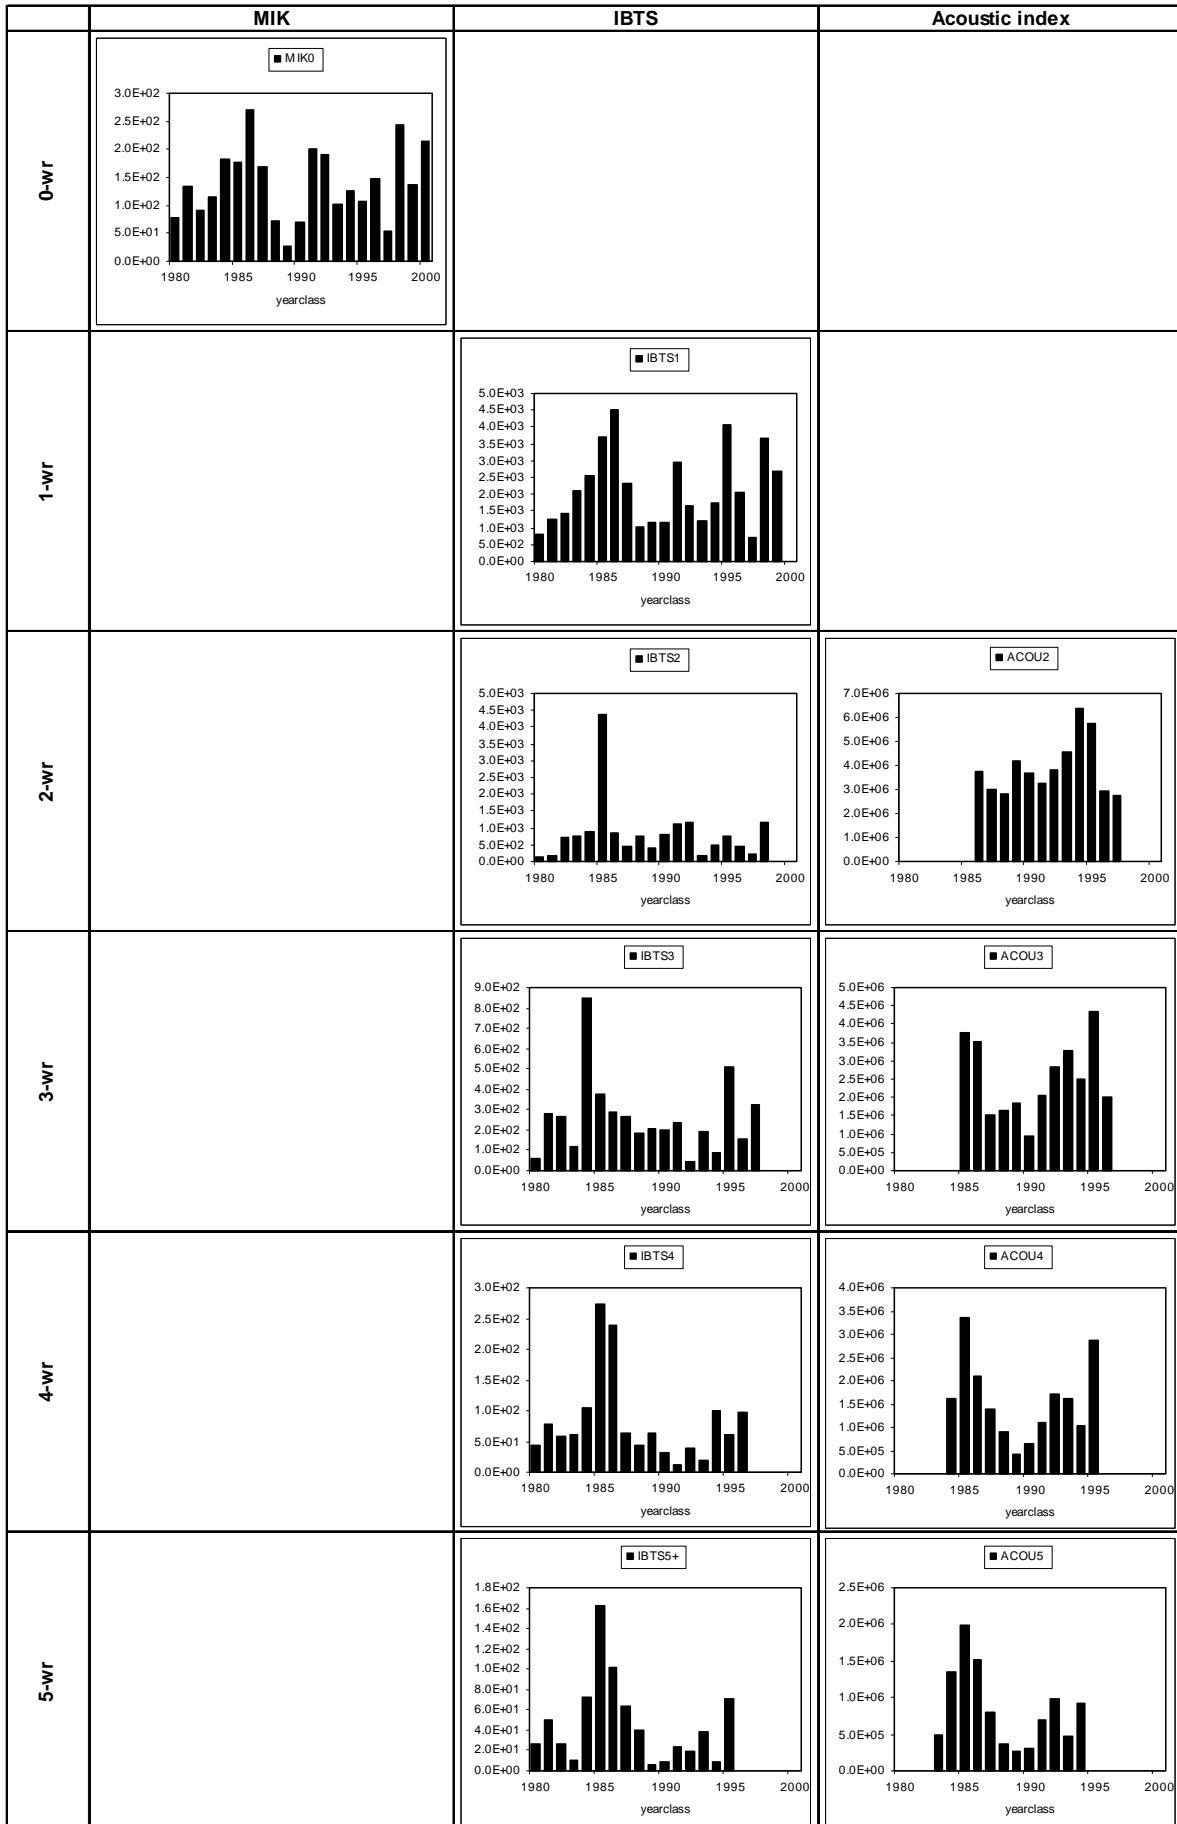 MIK IBTS Acoustic index
0-wr
MIK0
3.0E+02
2.5E+02
2.0E+02
1.5E+02
1.0E+02
5.0E+01
0.0E+00
1980 1985 1990 1995 2000
yearclass
1-wr
IBTS1
5.0E+03
4.5E+03
4.0E+03
3.5E+03
3.0E+03
2.5E+03
2.0E+03
1.5E+03
1.0E+03
5.0E+02
0.0E+00
1980 1985 1990 1995 2000
yearclass
2-wr
IBTS2
5.0E+03
4.5E+03
4.0E+03
3.5E+03
3.0E+03
2.5E+03
2.0E+03
1.5E+03
1.0E+03
5.0E+02
0.0E+00
1980 1985 1990 1995 2000
yearclass
ACOU2
7.0E+06
6.0E+06
5.0E+06
4.0E+06
3.0E+06
2.0E+06
1.0E+06
0.0E+00
1980 1985 1990 1995 2000
yearclass
3-wr
IBTS3
9.0E+02
8.0E+02
7.0E+02
6.0E+02
5.0E+02
4.0E+02
3.0E+02
2.0E+02
1.0E+02
0.0E+00
1980 1985 1990 1995 2000
yearclass
ACOU3
5.0E+06
4.5E+06
4.0E+06
3.5E+06
3.0E+06
2.5E+06
2.0E+06
1.5E+06
1.0E+06
5.0E+05
0.0E+00
1980 1985 1990 1995 2000
yearclass
4-wr
IBTS4
3.0E+02
2.5E+02
2.0E+02
1.5E+02
1.0E+02
5.0E+01
0.0E+00
1980 1985 1990 1995 2000
yearclass
ACOU4
4.0E+06
3.5E+06
3.0E+06
2.5E+06
2.0E+06
1.5E+06
1.0E+06
5.0E+05
0.0E+00
1980 1985 1990 1995 2000
yearclass
5-wr
IBTS5+
1.8E+02
1.6E+02
1.4E+02
1.2E+02
1.0E+02
8.0E+01
6.0E+01
4.0E+01
2.0E+01
0.0E+00
1980 1985 1990 1995 2000
yearclass
ACOU5
2.5E+06
2.0E+06
1.5E+06
1.0E+06
5.0E+05
0.0E+00
1980 1985 1990 1995 2000
yearclass